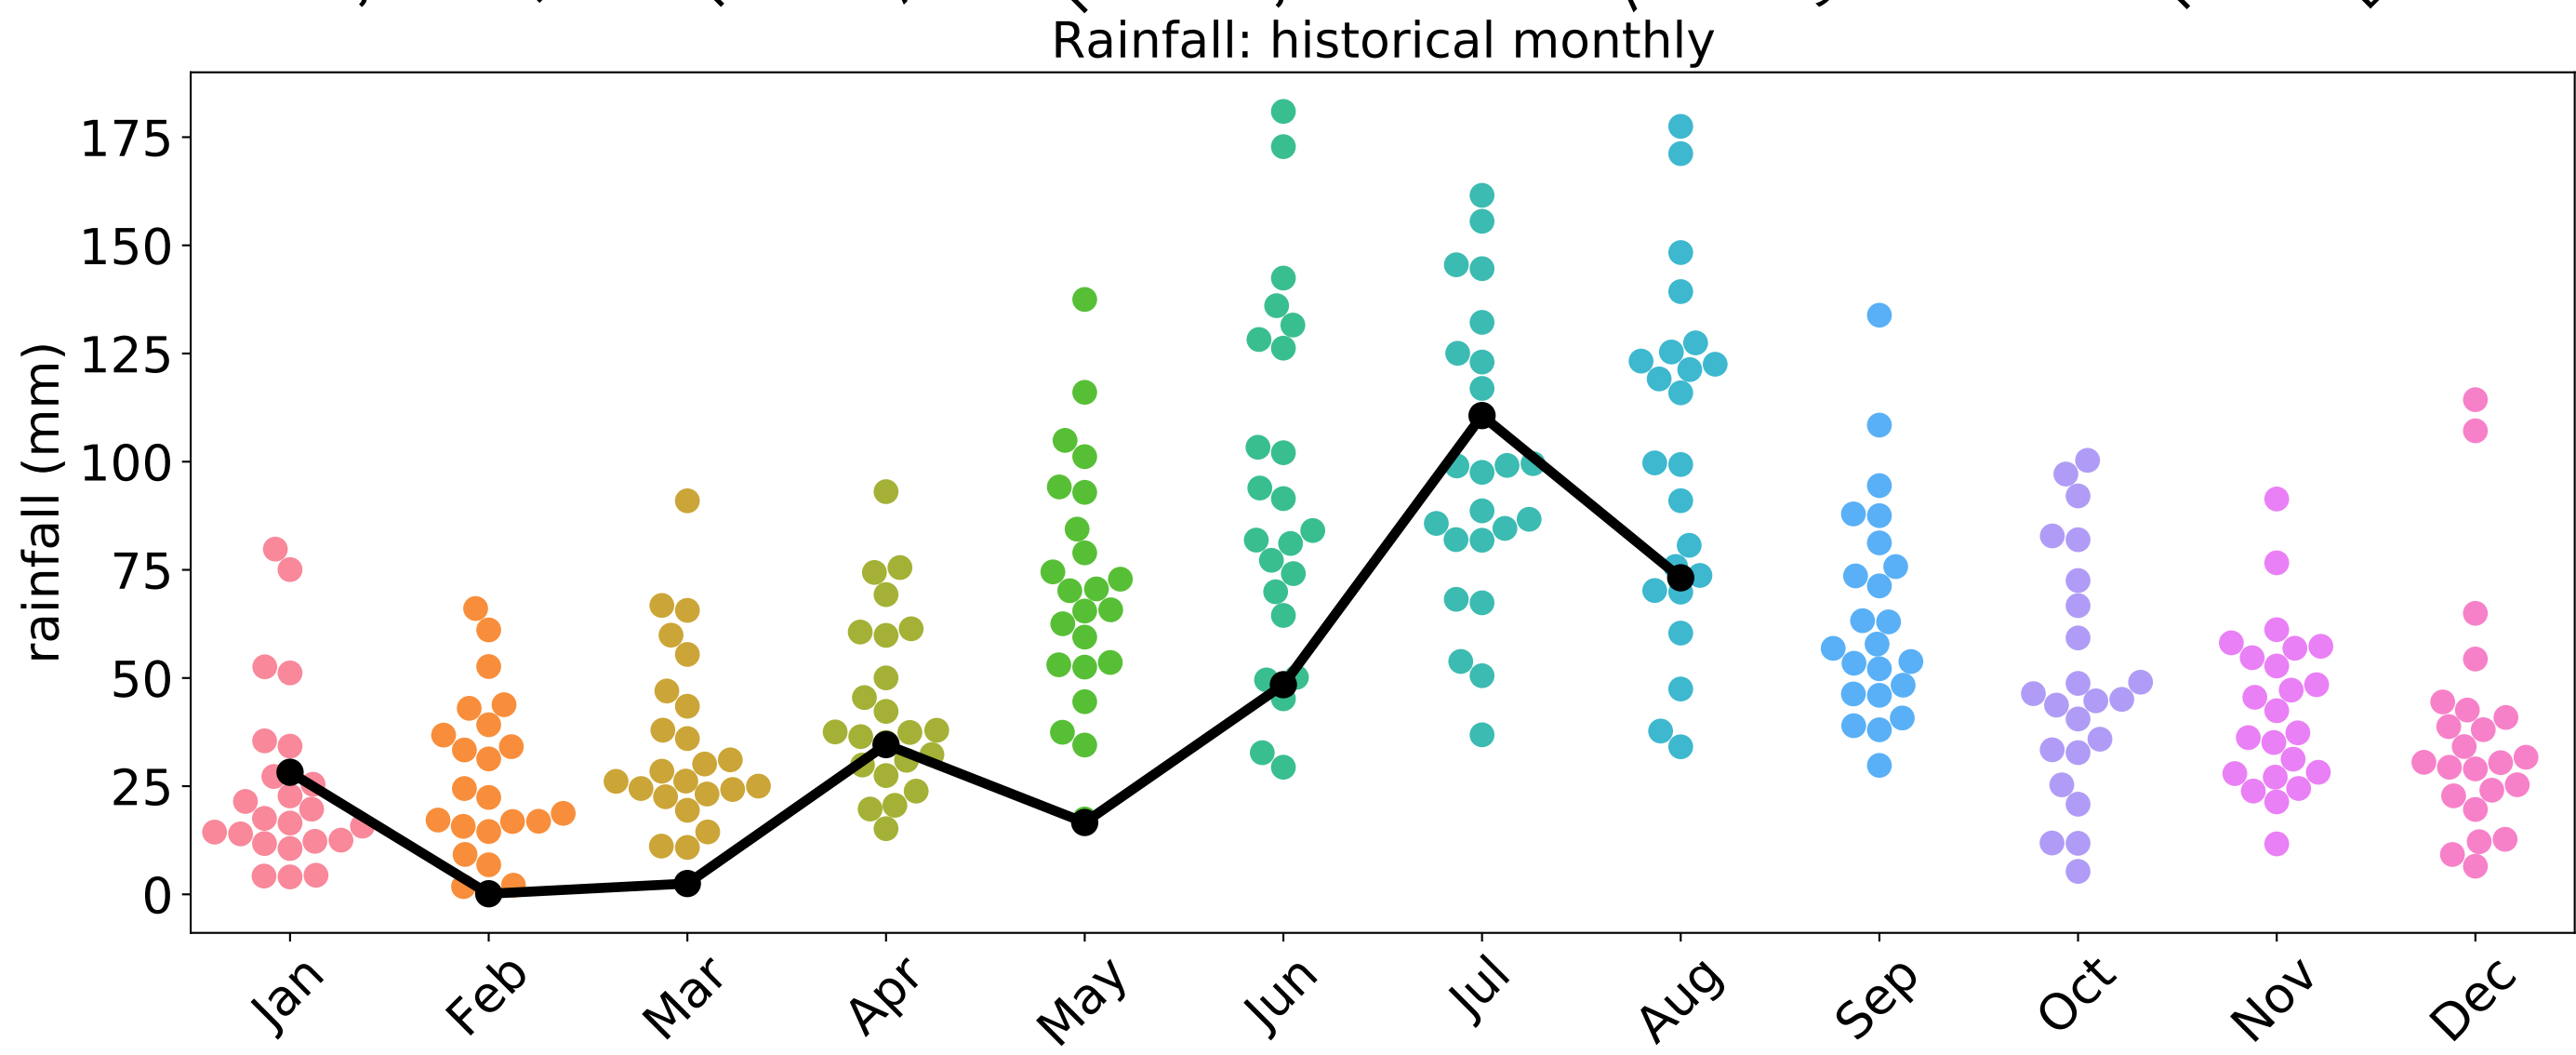 Rainfall: historical monthly
rainfall (mm)
175
150
125
100
75
50
25
0
Jan
Feb
Mar
Apr
May
Jun
Jul
Aug
Sep
Oct
Nov
Dec